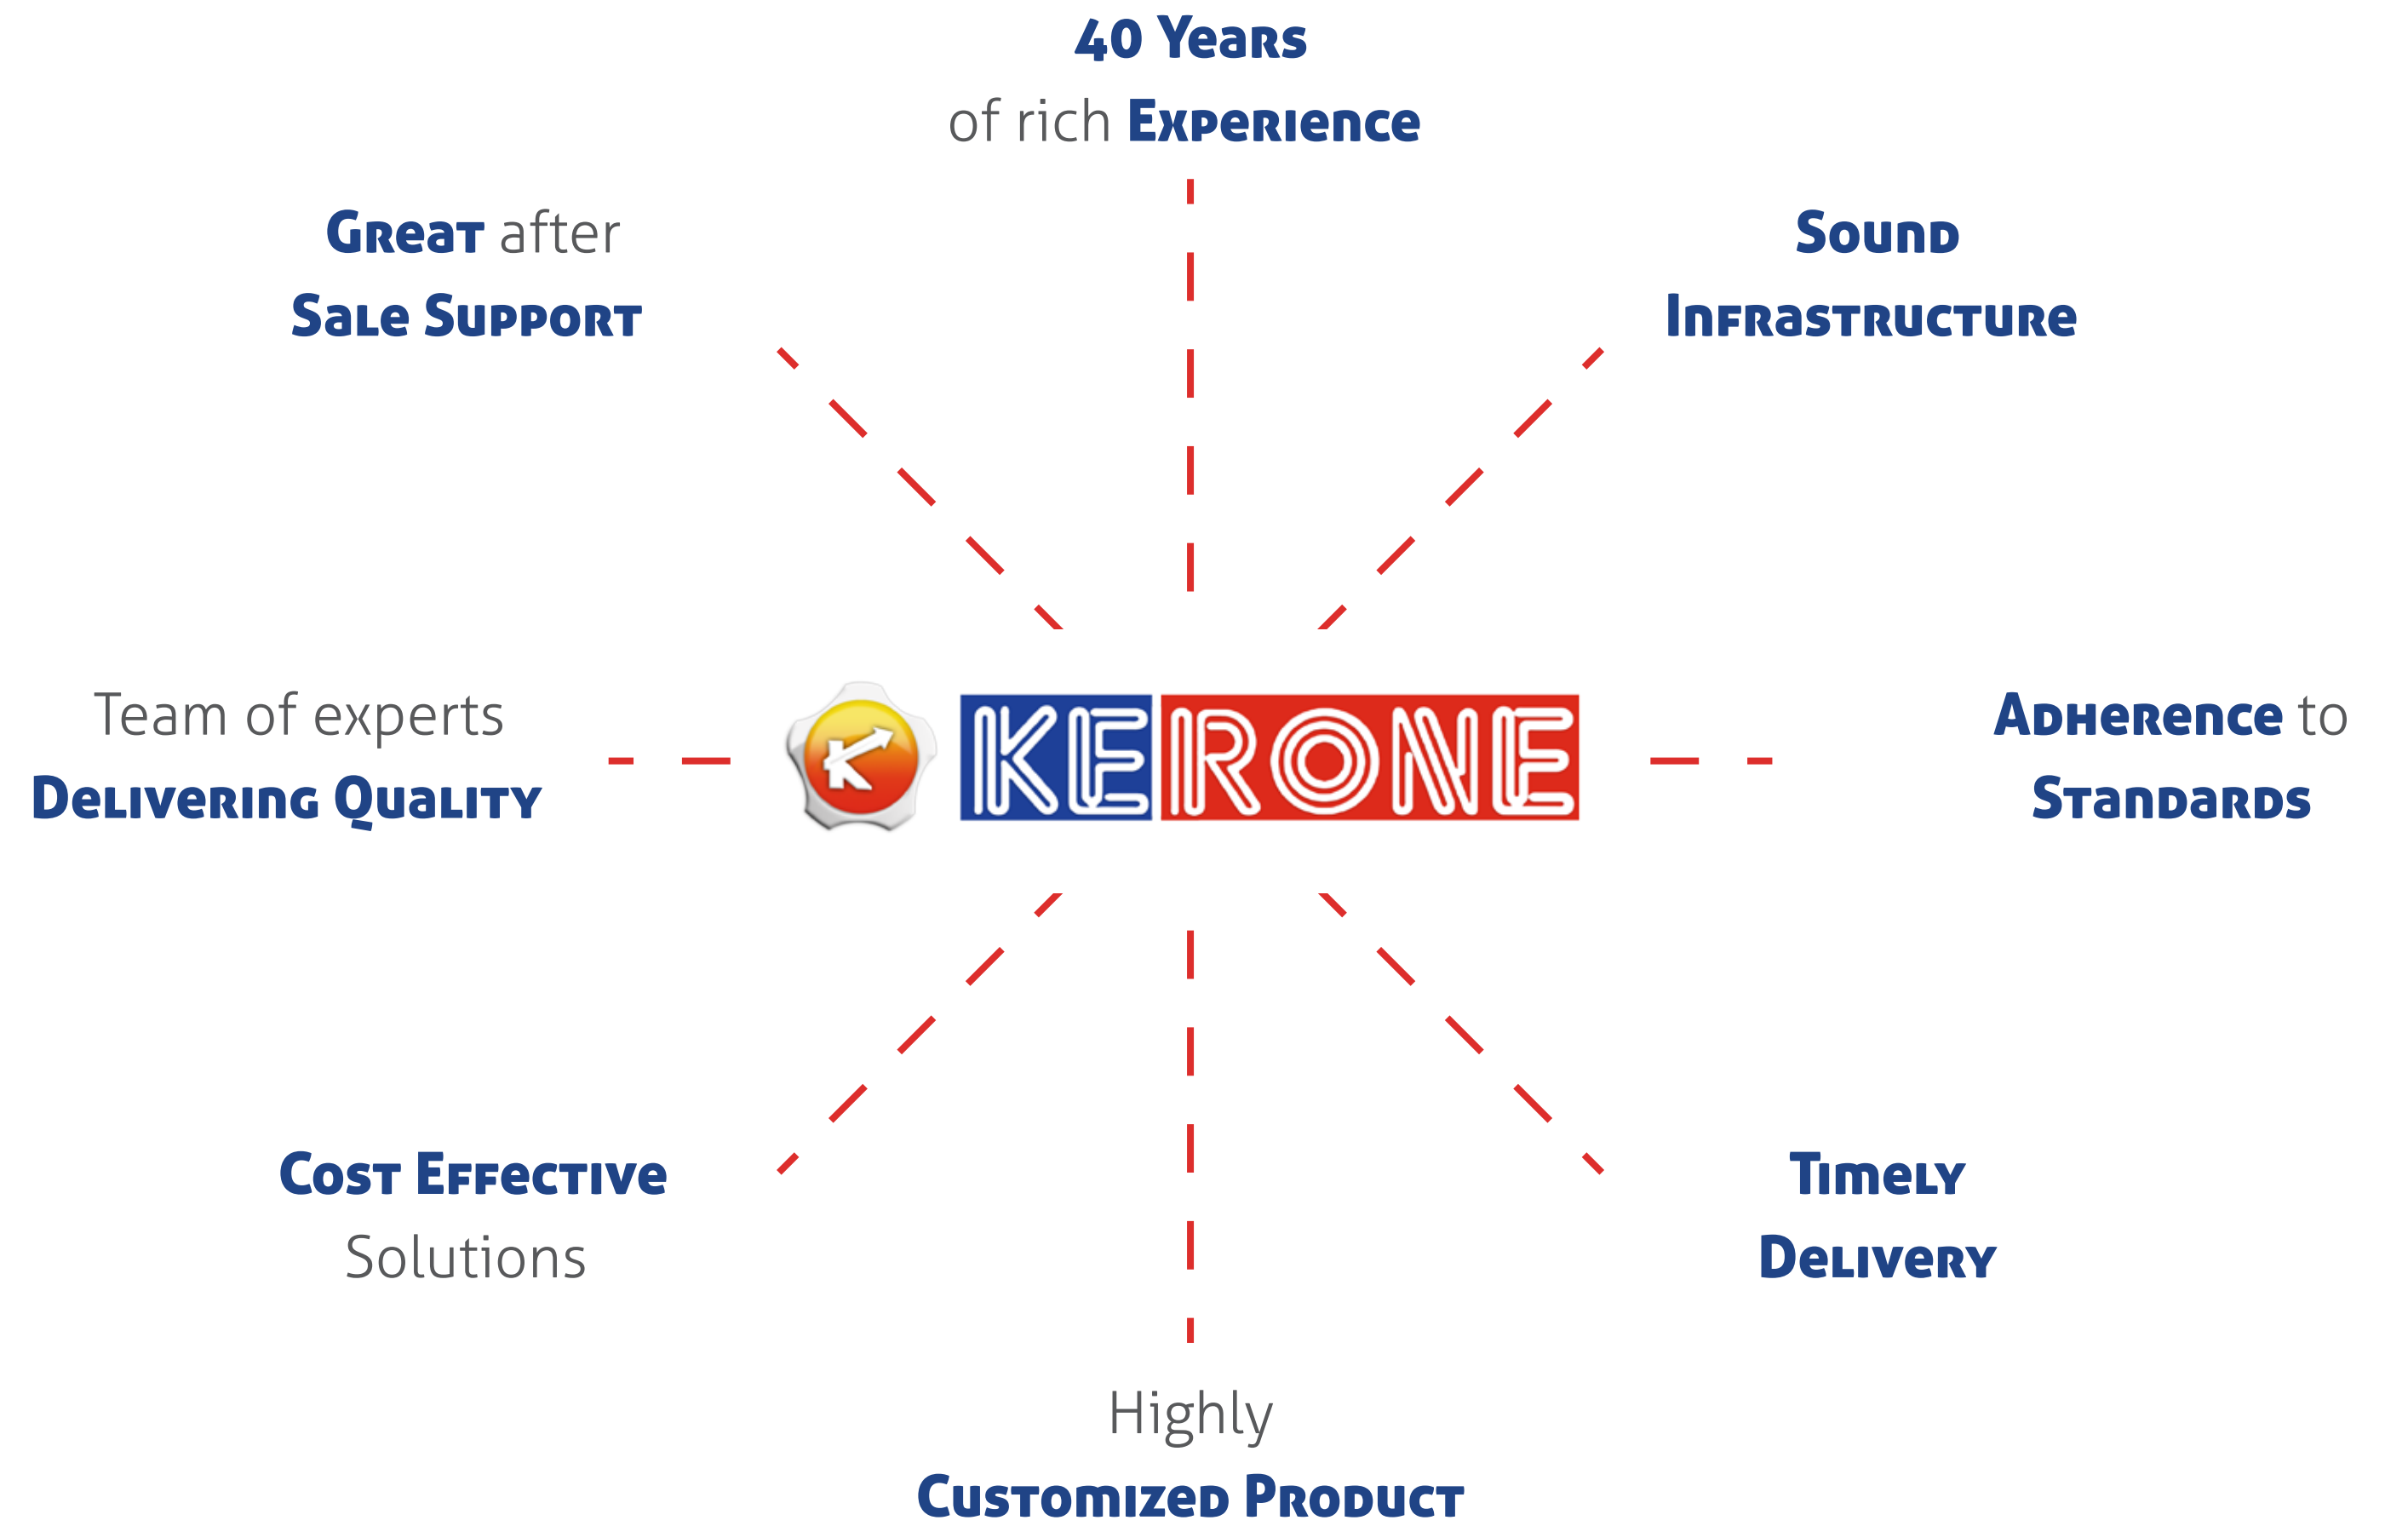 40 Years
of rich Experience
Great after
Sale Support
Sound
Infrastructure
Team of experts
Delivering Quality
K
KERONE
Adherence to
Standards
Cost Effective
Solutions
Timely
Delivery
Highly
Customized Product